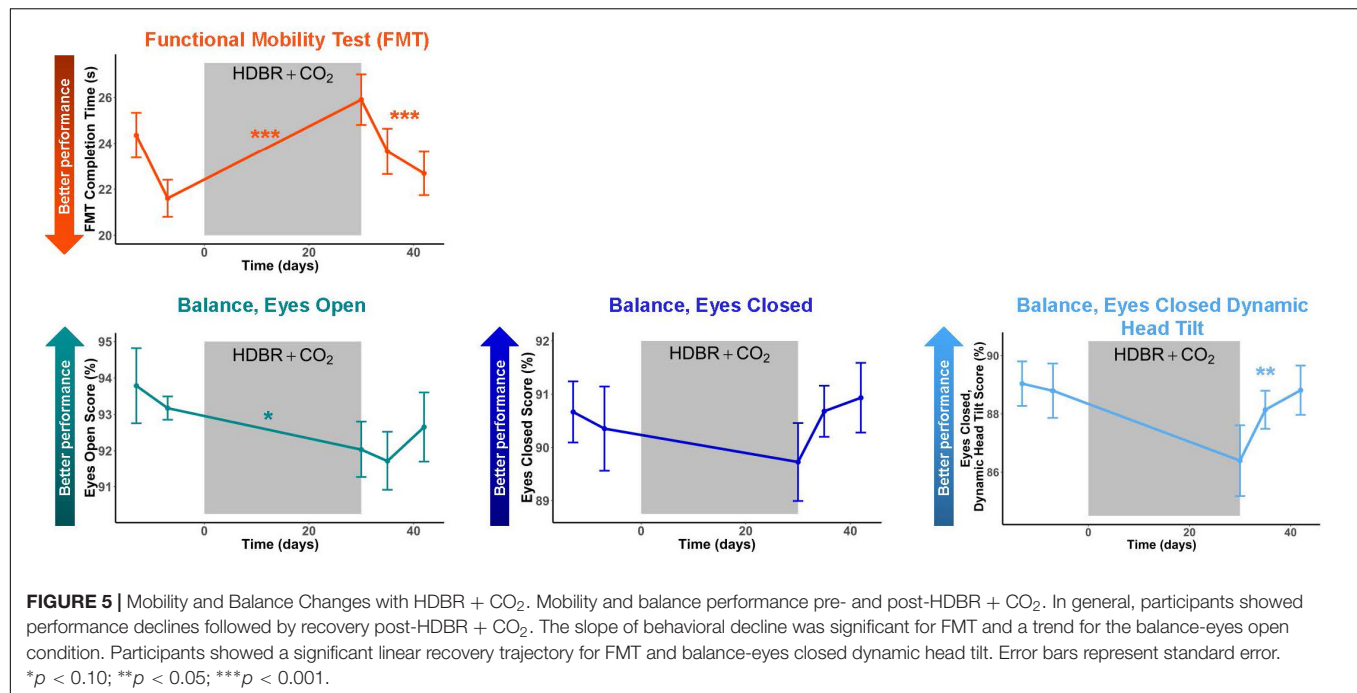 Functional Mobility Test (FMT)
Better performance
FMT Completion Time (s)
26
24
22
20
HDBR + CO₂
***
***
0 20 40
Time (days)
Balance, Eyes Open
Better performance
Eyes Open Score (%)
95
94
93
92
91
HDBR + CO₂
*
0 20 40
Time (days)
Balance, Eyes Closed
Better performance
Eyes Closed Score (%)
92
91
90
89
HDBR + CO₂
0 20 40
Time (days)
Balance, Eyes Closed Dynamic
Head Tilt
Better performance
Eyes Closed,
Dynamic Head Tilt Score (%)
90
88
86
HDBR + CO₂
**
0 20 40
Time (days)
FIGURE 5 | Mobility and Balance Changes with HDBR + CO₂. Mobility and balance performance pre- and post-HDBR + CO₂. In general, participants showed
performance declines followed by recovery post-HDBR + CO₂. The slope of behavioral decline was significant for FMT and a trend for the balance-eyes open
condition. Participants showed a significant linear recovery trajectory for FMT and balance-eyes closed dynamic head tilt. Error bars represent standard error.
*p < 0.10; **p < 0.05; ***p < 0.001.